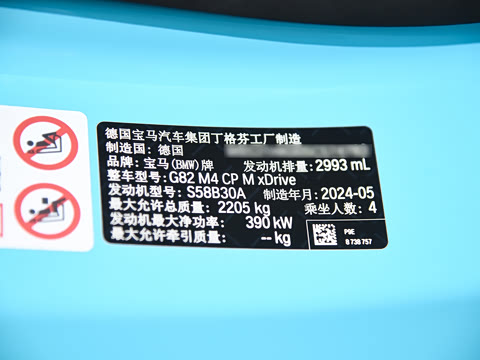 德国宝马汽车集团丁格芬工厂制造
制造国：德国
品牌：宝马(BMW)牌 发动机排量：2993 mL
整车型号：G82 M4 CP M xDrive
发动机型号：S58B30A 制造年月：2024-05
最大允许总质量：2205 kg 乘坐人数：4
发动机最大净功率：390 kW
最大允许牵引质量：-- kg
P9E
8 738 757